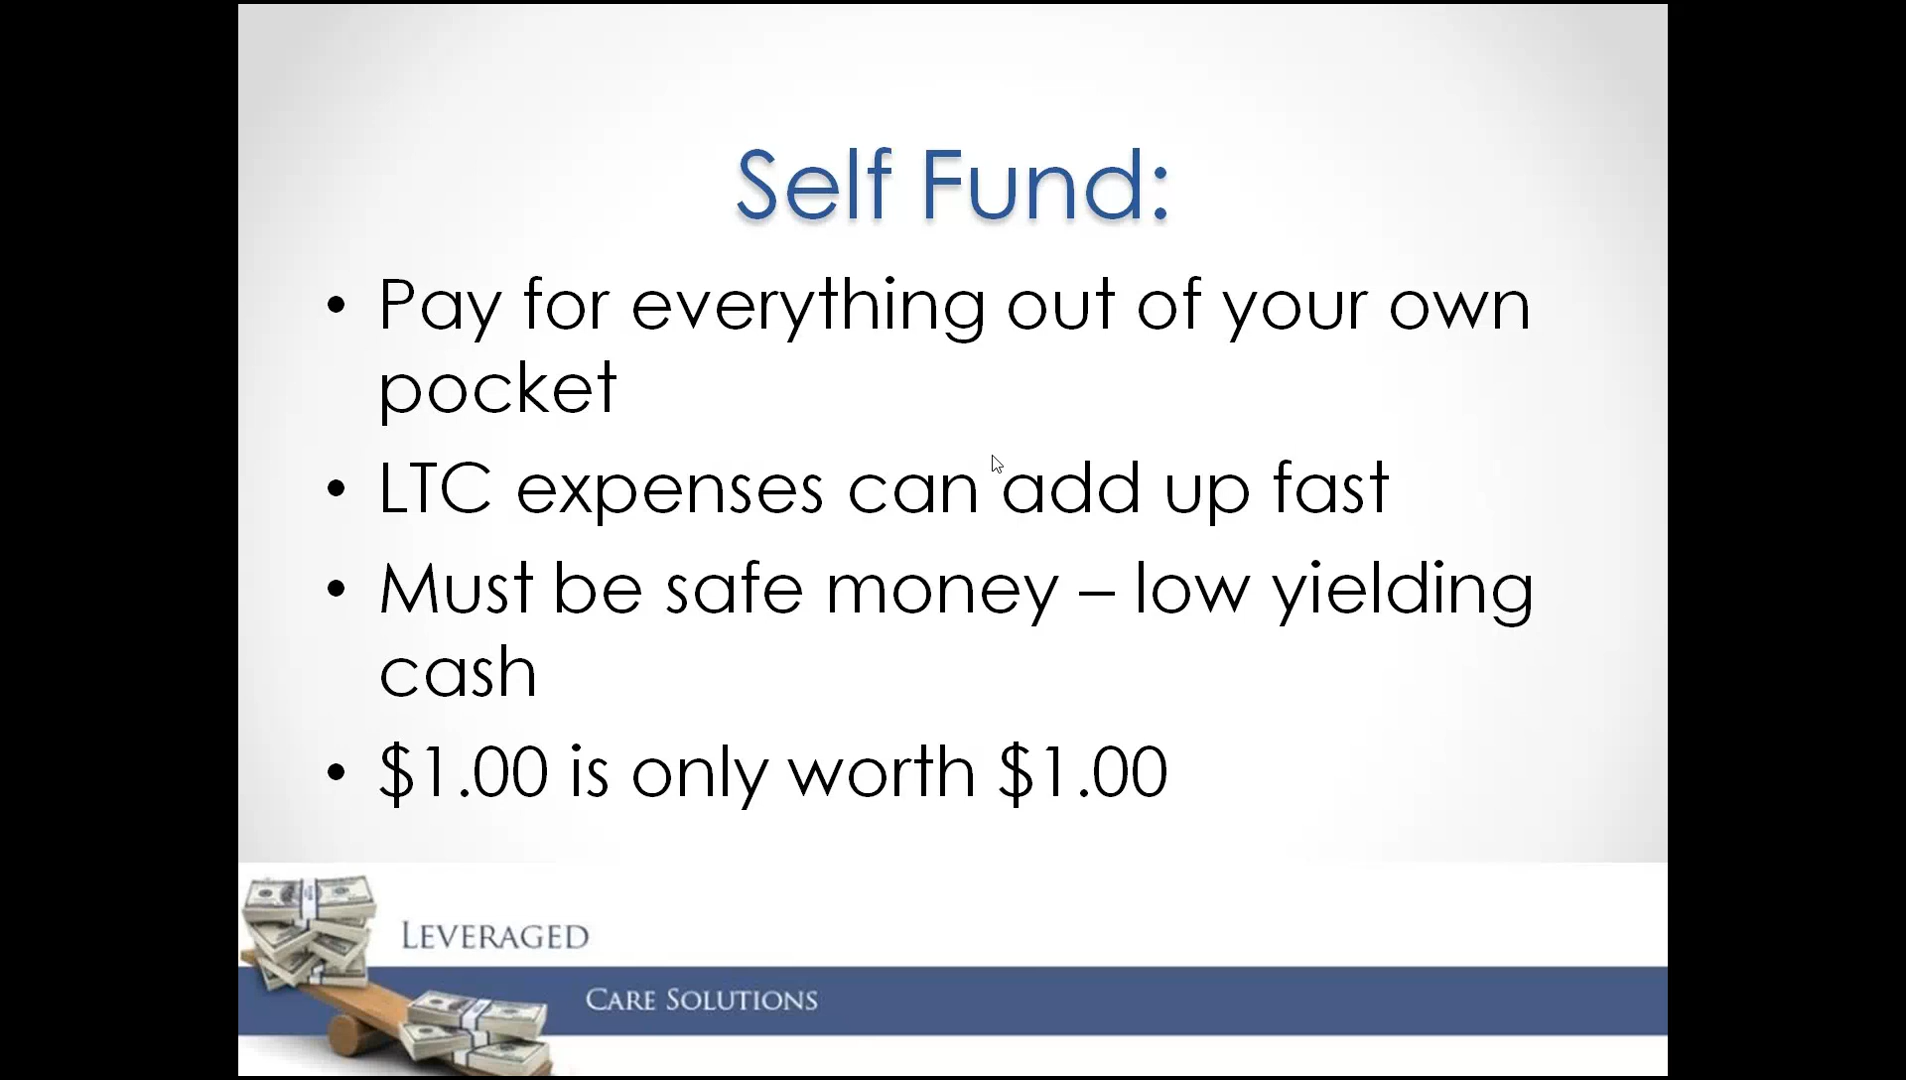 Self Fund:
• Pay for everything out of your own
pocket
• LTC expenses can add up fast
• Must be safe money – low yielding
cash
• $1.00 is only worth $1.00
LEVERAGED
CARE SOLUTIONS